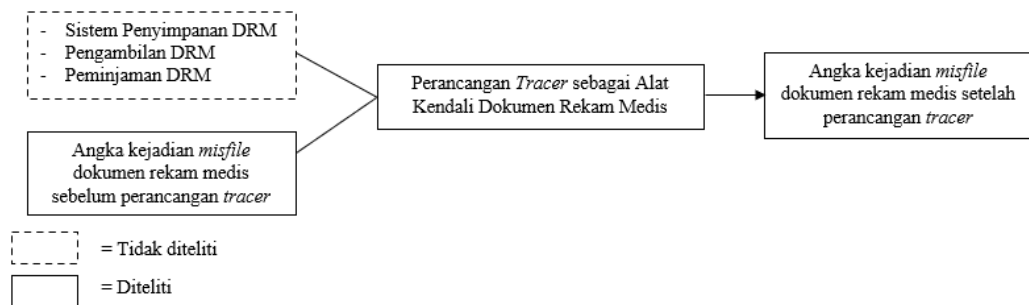 - Sistem Penyimpanan DRM
- Pengambilan DRM
- Peminjaman DRM
Angka kejadian misfile
dokumen rekam medis
sebelum perancangan tracer
Perancangan Tracer sebagai Alat
Kendali Dokumen Rekam Medis
Angka kejadian misfile
dokumen rekam medis setelah
perancangan tracer
= Tidak diteliti
= Diteliti